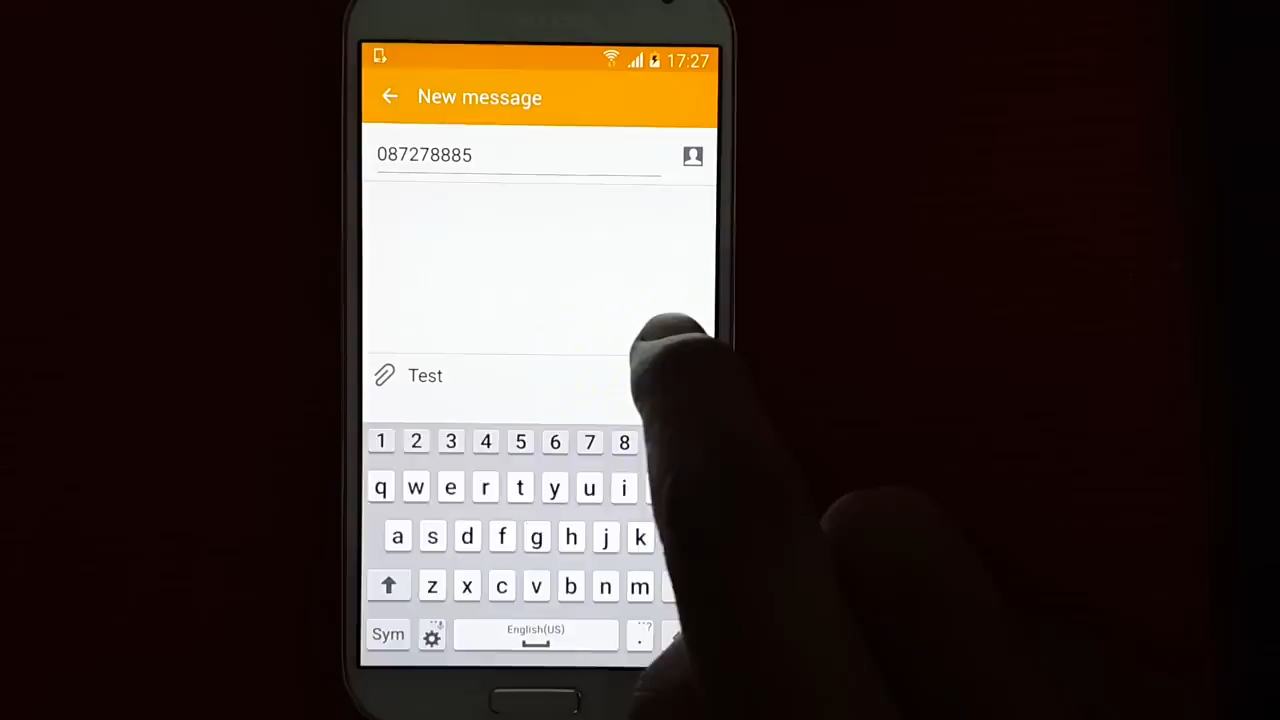 17:27
New message
087278885
Test
1 2 3 4 5 6 7 8
q w e r t y u i
a s d f g h j k
z x c v b n m
Sym English(US) . ?